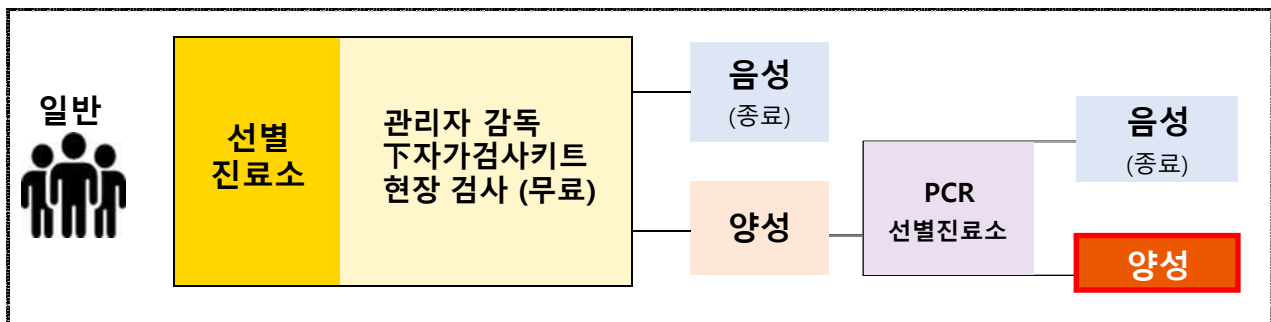 일반
선별
진료소
관리자 감독
下자가검사키트
현장 검사 (무료)
음성
(종료)
양성
PCR
선별진료소
음성
(종료)
양성